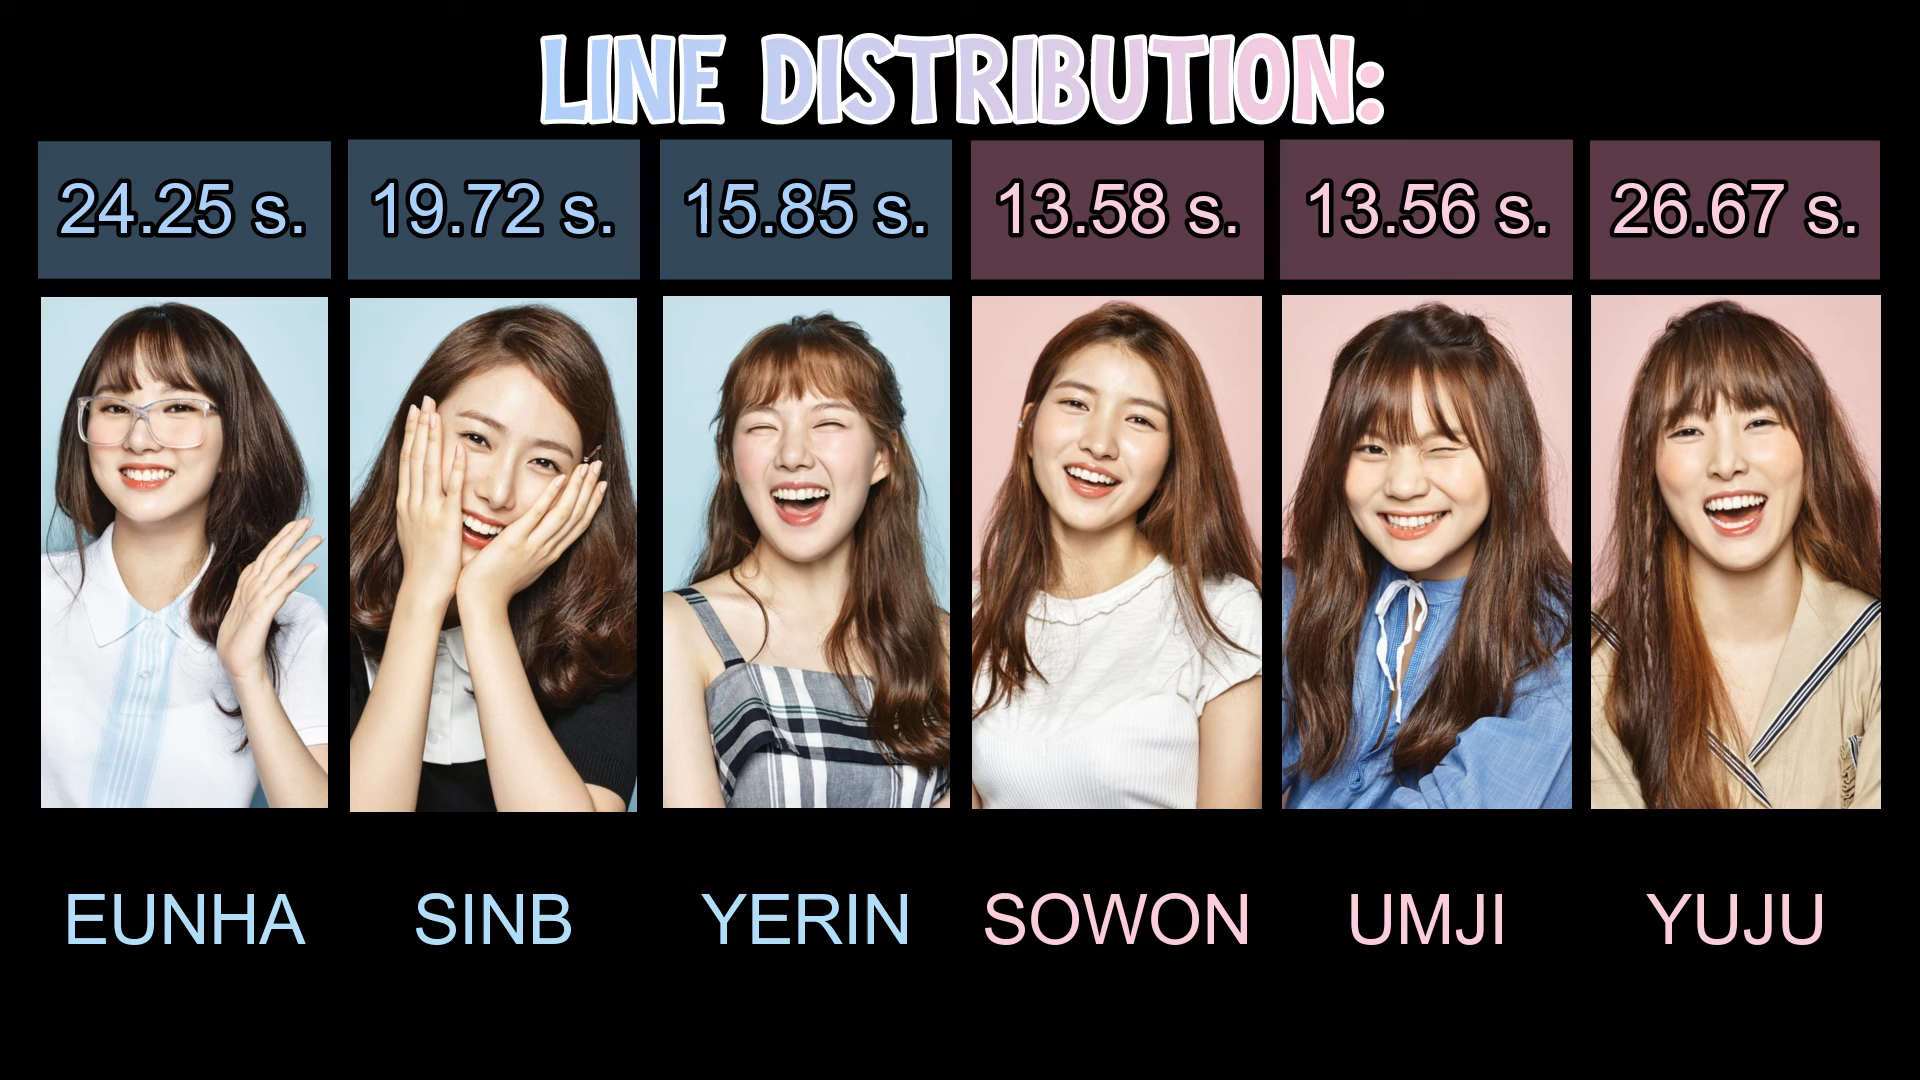 LINE DISTRIBUTION:
24.25 s. 19.72 s. 15.85 s. 13.58 s. 13.56 s. 26.67 s.
EUNHA SINB YERIN SOWON UMJI YUJU